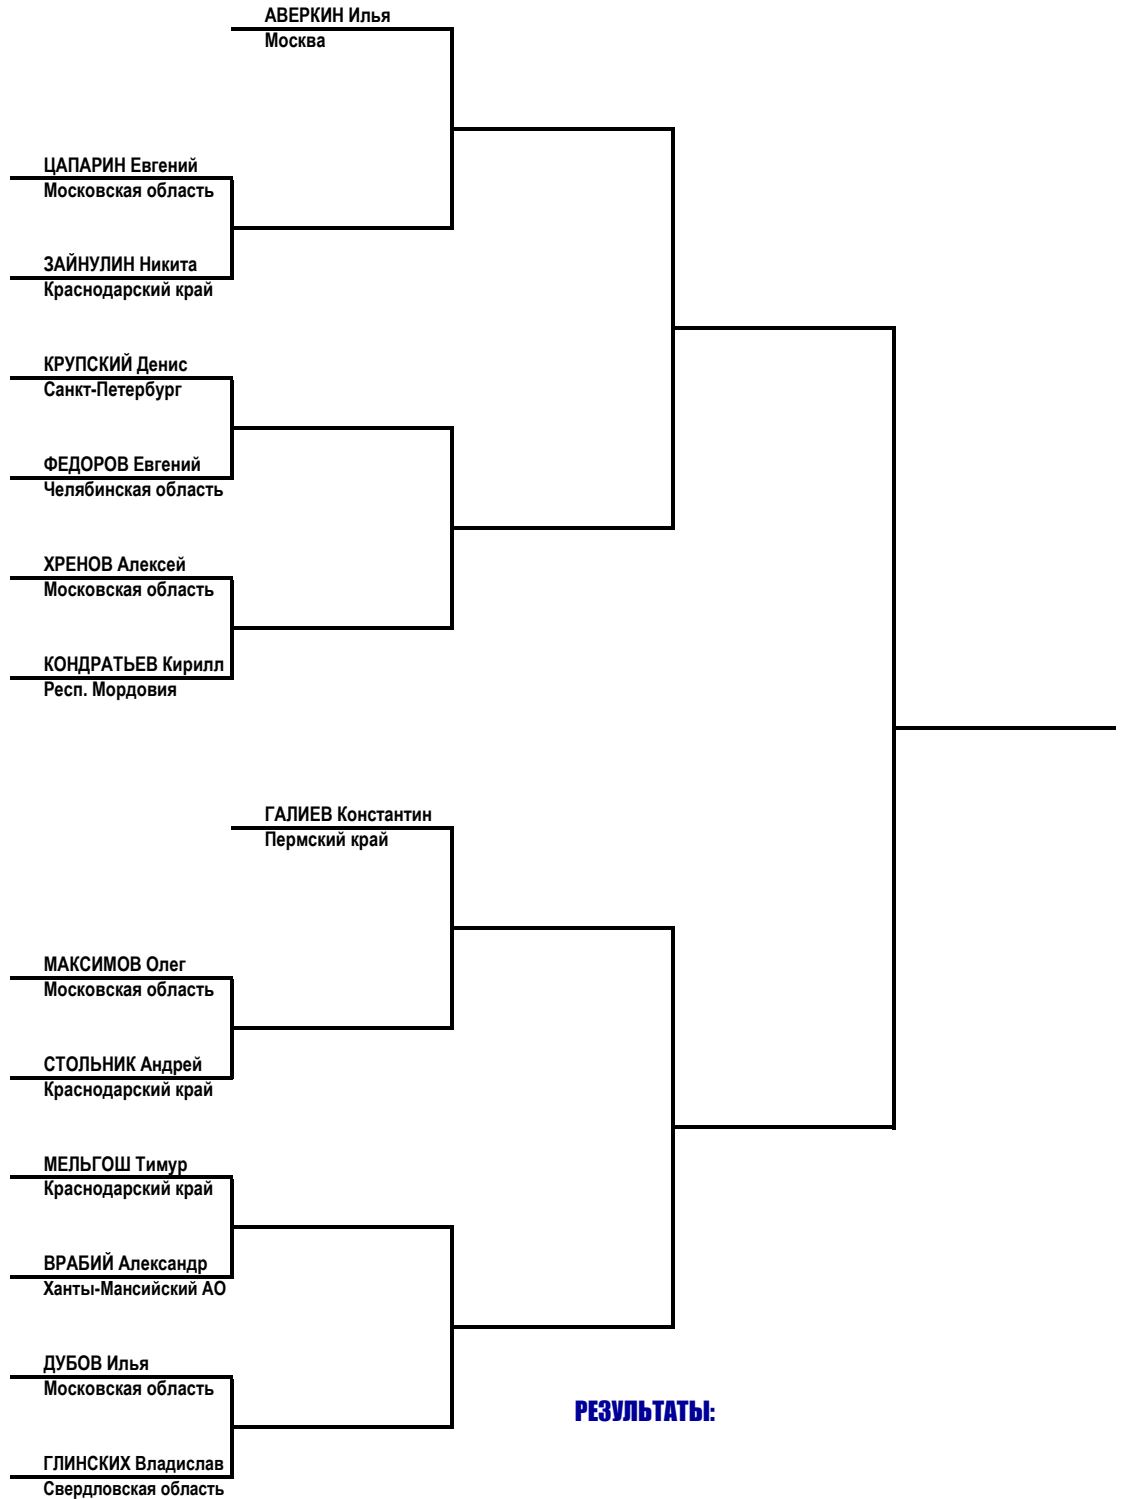 АВЕРКИН Илья
Москва
ЦАПАРИН Евгений
Московская область
ЗАЙНУЛИН Никита
Краснодарский край
КРУПСКИЙ Денис
Санкт-Петербург
ФЕДОРОВ Евгений
Челябинская область
ХРЕНОВ Алексей
Московская область
КОНДРАТЬЕВ Кирилл
Респ. Мордовия
ГАЛИЕВ Константин
Пермский край
МАКСИМОВ Олег
Московская область
СТОЛЬНИК Андрей
Краснодарский край
МЕЛЬГОШ Тимур
Краснодарский край
ВРАБИЙ Александр
Ханты-Мансийский АО
ДУБОВ Илья
Московская область
РЕЗУЛЬТАТЫ:
ГЛИНСКИХ Владислав
Свердловская область